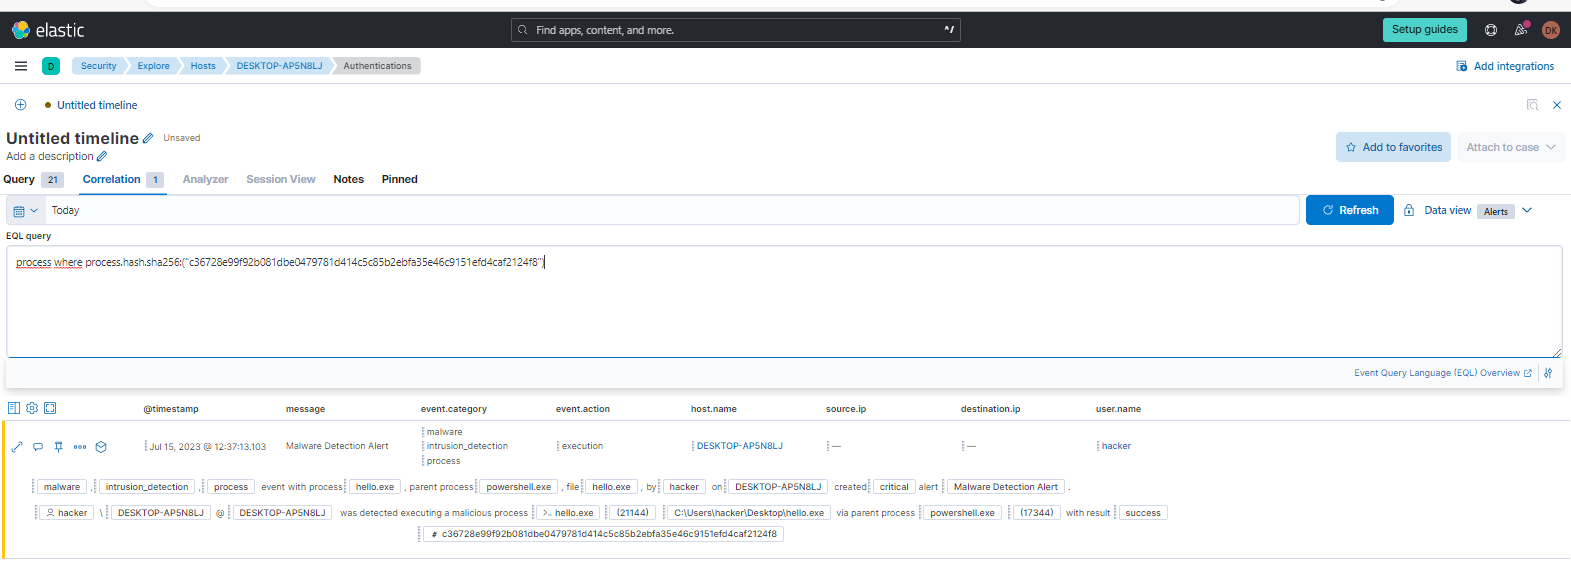 elastic
Find apps, content, and more.
^/
Setup guides
DK
D
Security
Explore
Hosts
DESKTOP-AP5N8LJ
Authentications
Add integrations
Untitled timeline
Untitled timeline
Unsaved
Add a description
Add to favorites
Attach to case
Query 21
Correlation 1
Analyzer
Session View
Notes
Pinned
Today
Refresh
Data view
Alerts
EQL query
process where process.hash.sha256:("c36728e99f92b081dbe0479781d414c5c85b2ebfa35e46c9151efd4caf2124f8")
Event Query Language (EQL) Overview
@timestamp message event.category event.action host.name source.ip destination.ip user.name
malware
Jul 15, 2023 @ 12:37:13.103 Malware Detection Alert intrusion_detection execution DESKTOP-AP5N8LJ — — hacker
process
malware , intrusion_detection , process event with process hello.exe , parent process powershell.exe , file hello.exe , by hacker on DESKTOP-AP5N8LJ created critical alert Malware Detection Alert .
hacker \ DESKTOP-AP5N8LJ @ DESKTOP-AP5N8LJ was detected executing a malicious process >_ hello.exe (21144) C:\Users\hacker\Desktop\hello.exe via parent process powershell.exe (17344) with result success
# c36728e99f92b081dbe0479781d414c5c85b2ebfa35e46c9151efd4caf2124f8